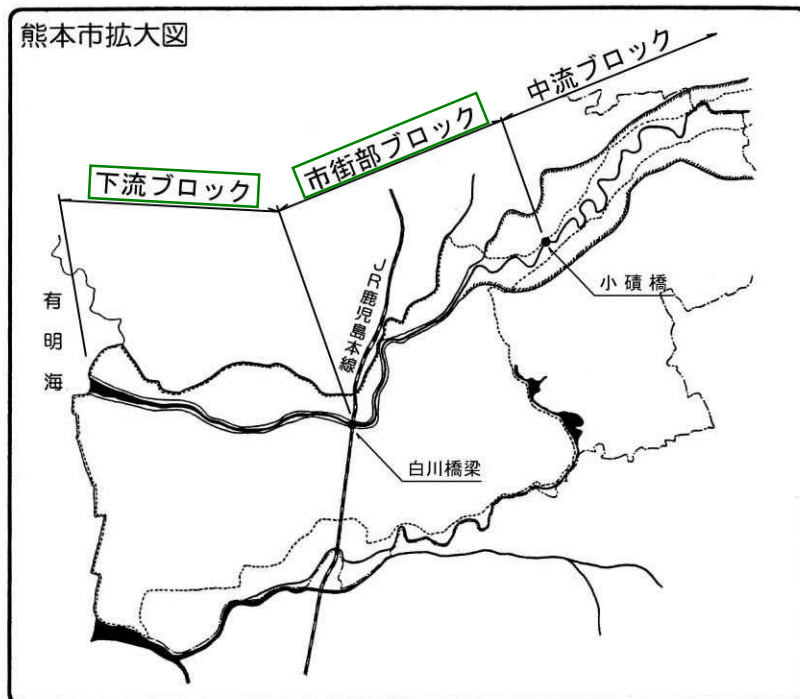 熊本市拡大図
中流ブロック
市街部ブロック
下流ブロック
有明海
JR鹿児島本線
小磧橋
白川橋梁